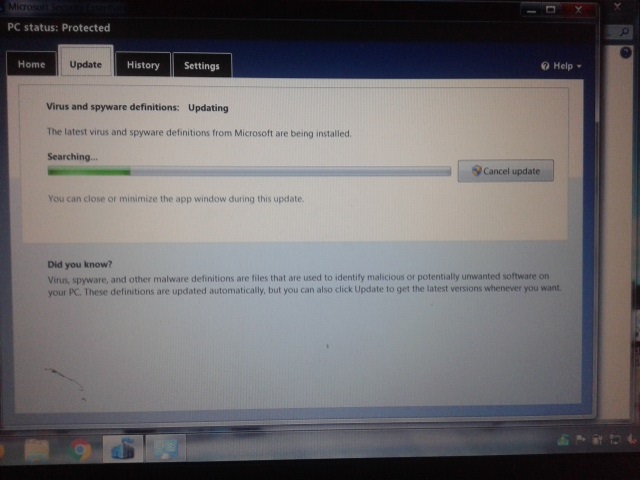 Microsoft Security Essentials
PC status: Protected
Home
Update
History
Settings
Help
Virus and spyware definitions: Updating
The latest virus and spyware definitions from Microsoft are being installed.
Searching...
Cancel update
You can close or minimize the app window during this update.
Did you know?
Virus, spyware, and other malware definitions are files that are used to identify malicious or potentially unwanted software on
your PC. These definitions are updated automatically, but you can also click Update to get the latest versions whenever you want.